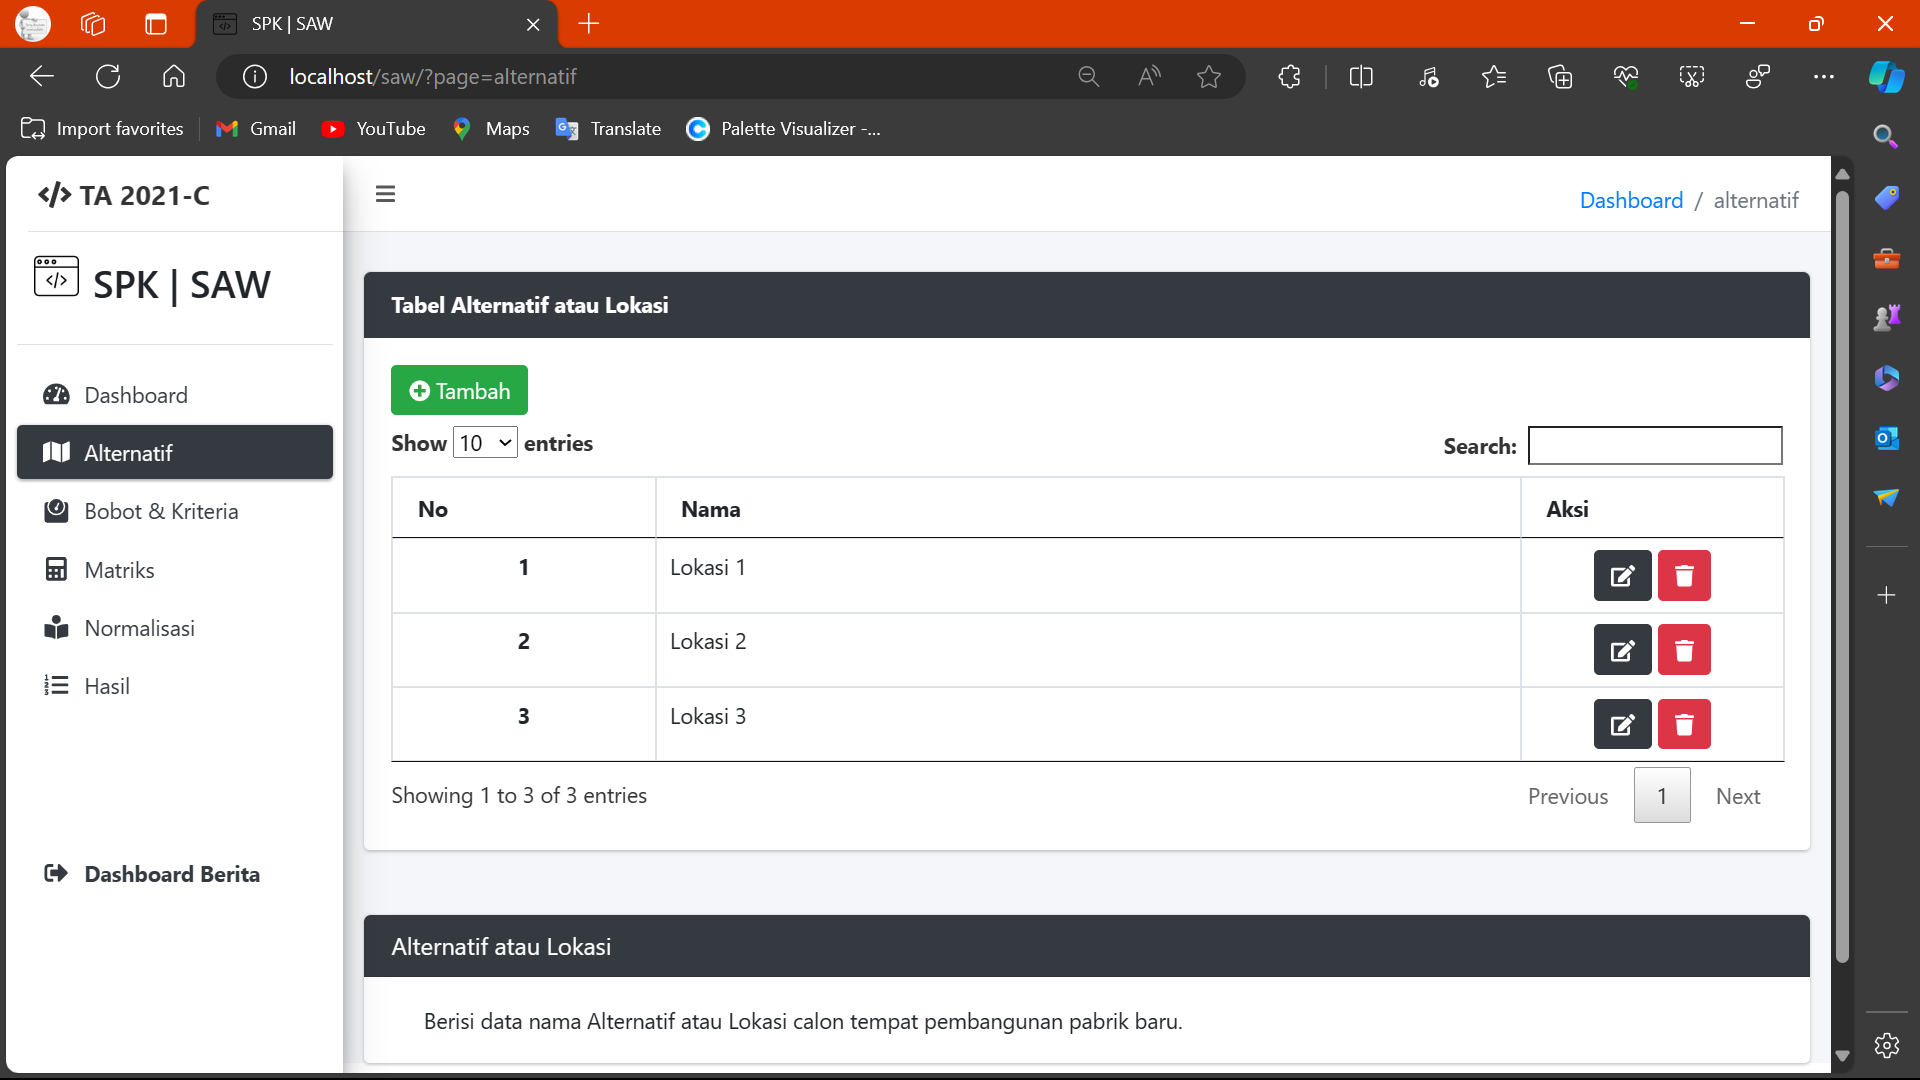 SPK | SAW
localhost/saw/?page=alternatif
Import favorites
Gmail
YouTube
Maps
Translate
Palette Visualizer -...
</> TA 2021-C
Dashboard / alternatif
SPK | SAW
Dashboard
Alternatif
Bobot & Kriteria
Matriks
Normalisasi
Hasil
Dashboard Berita
Tabel Alternatif atau Lokasi
Tambah
Show 10 entries
Search:
No Nama Aksi
1 Lokasi 1
2 Lokasi 2
3 Lokasi 3
Showing 1 to 3 of 3 entries
Previous 1 Next
Alternatif atau Lokasi
Berisi data nama Alternatif atau Lokasi calon tempat pembangunan pabrik baru.